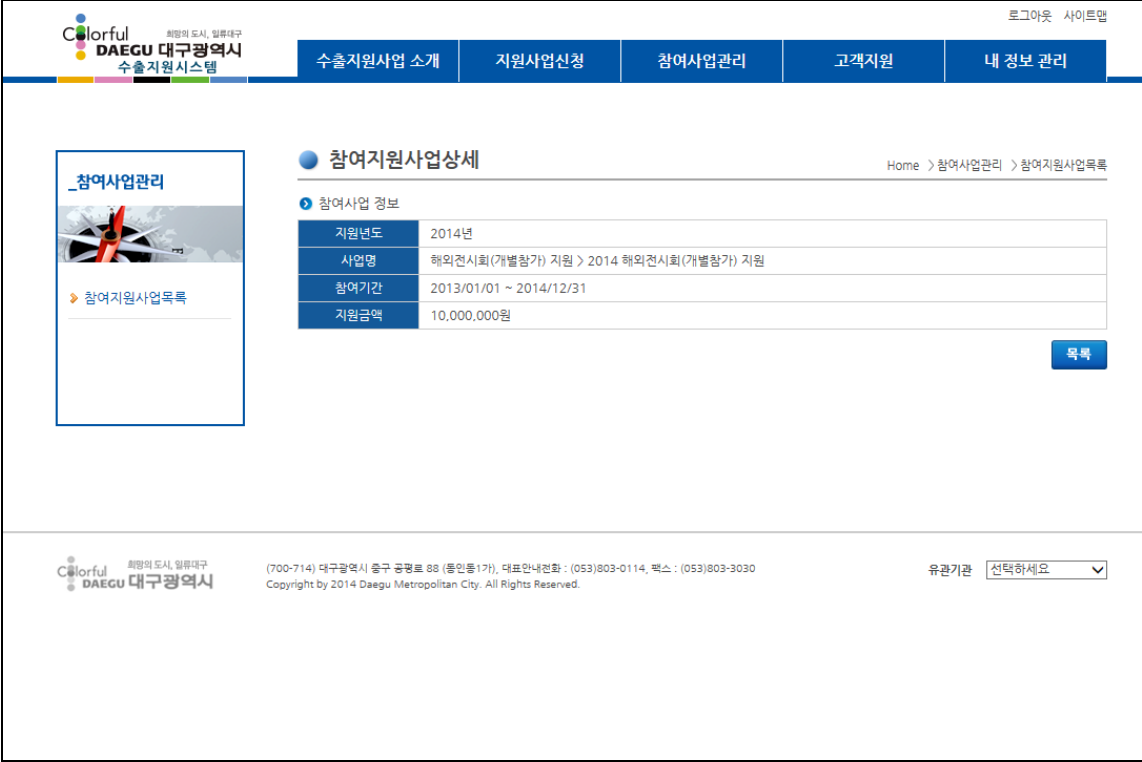 로그아웃 사이트맵
Colorful 희망의 도시, 일류대구
DAEGU 대구광역시
수출지원시스템
수출지원사업 소개 지원사업신청 참여사업관리 고객지원 내 정보 관리
_참여사업관리
참여지원사업목록
참여지원사업상세
Home > 참여사업관리 > 참여지원사업목록
참여사업 정보
지원년도 2014년
사업명 해외전시회(개별참가) 지원 > 2014 해외전시회(개별참가) 지원
참여기간 2013/01/01 ~ 2014/12/31
지원금액 10,000,000원
목록
Colorful 희망의 도시, 일류대구
DAEGU 대구광역시
(700-714) 대구광역시 중구 공평로 88 (동인동1가), 대표안내전화 : (053)803-0114, 팩스 : (053)803-3030
Copyright by 2014 Daegu Metropolitan City. All Rights Reserved.
유관기관 선택하세요